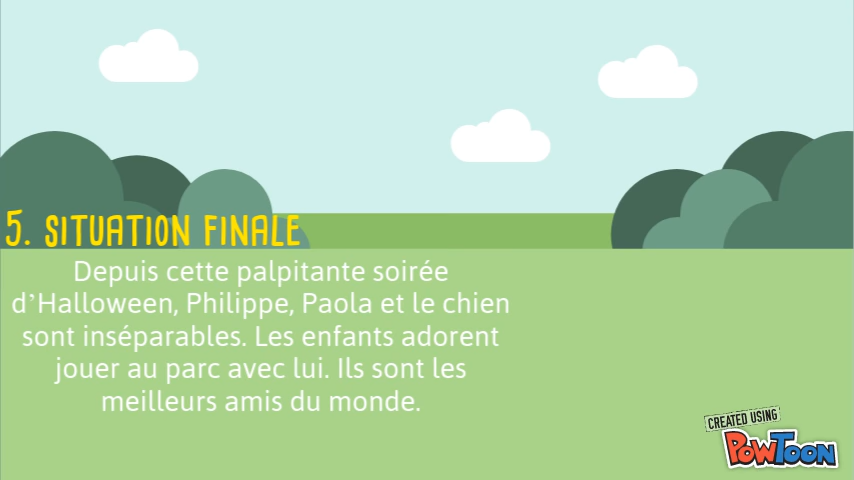 5. SITUATION FINALE
Depuis cette palpitante soirée
d’Halloween, Philippe, Paola et le chien
sont inséparables. Les enfants adorent
jouer au parc avec lui. Ils sont les
meilleurs amis du monde.
CREATED USING
POWTOON